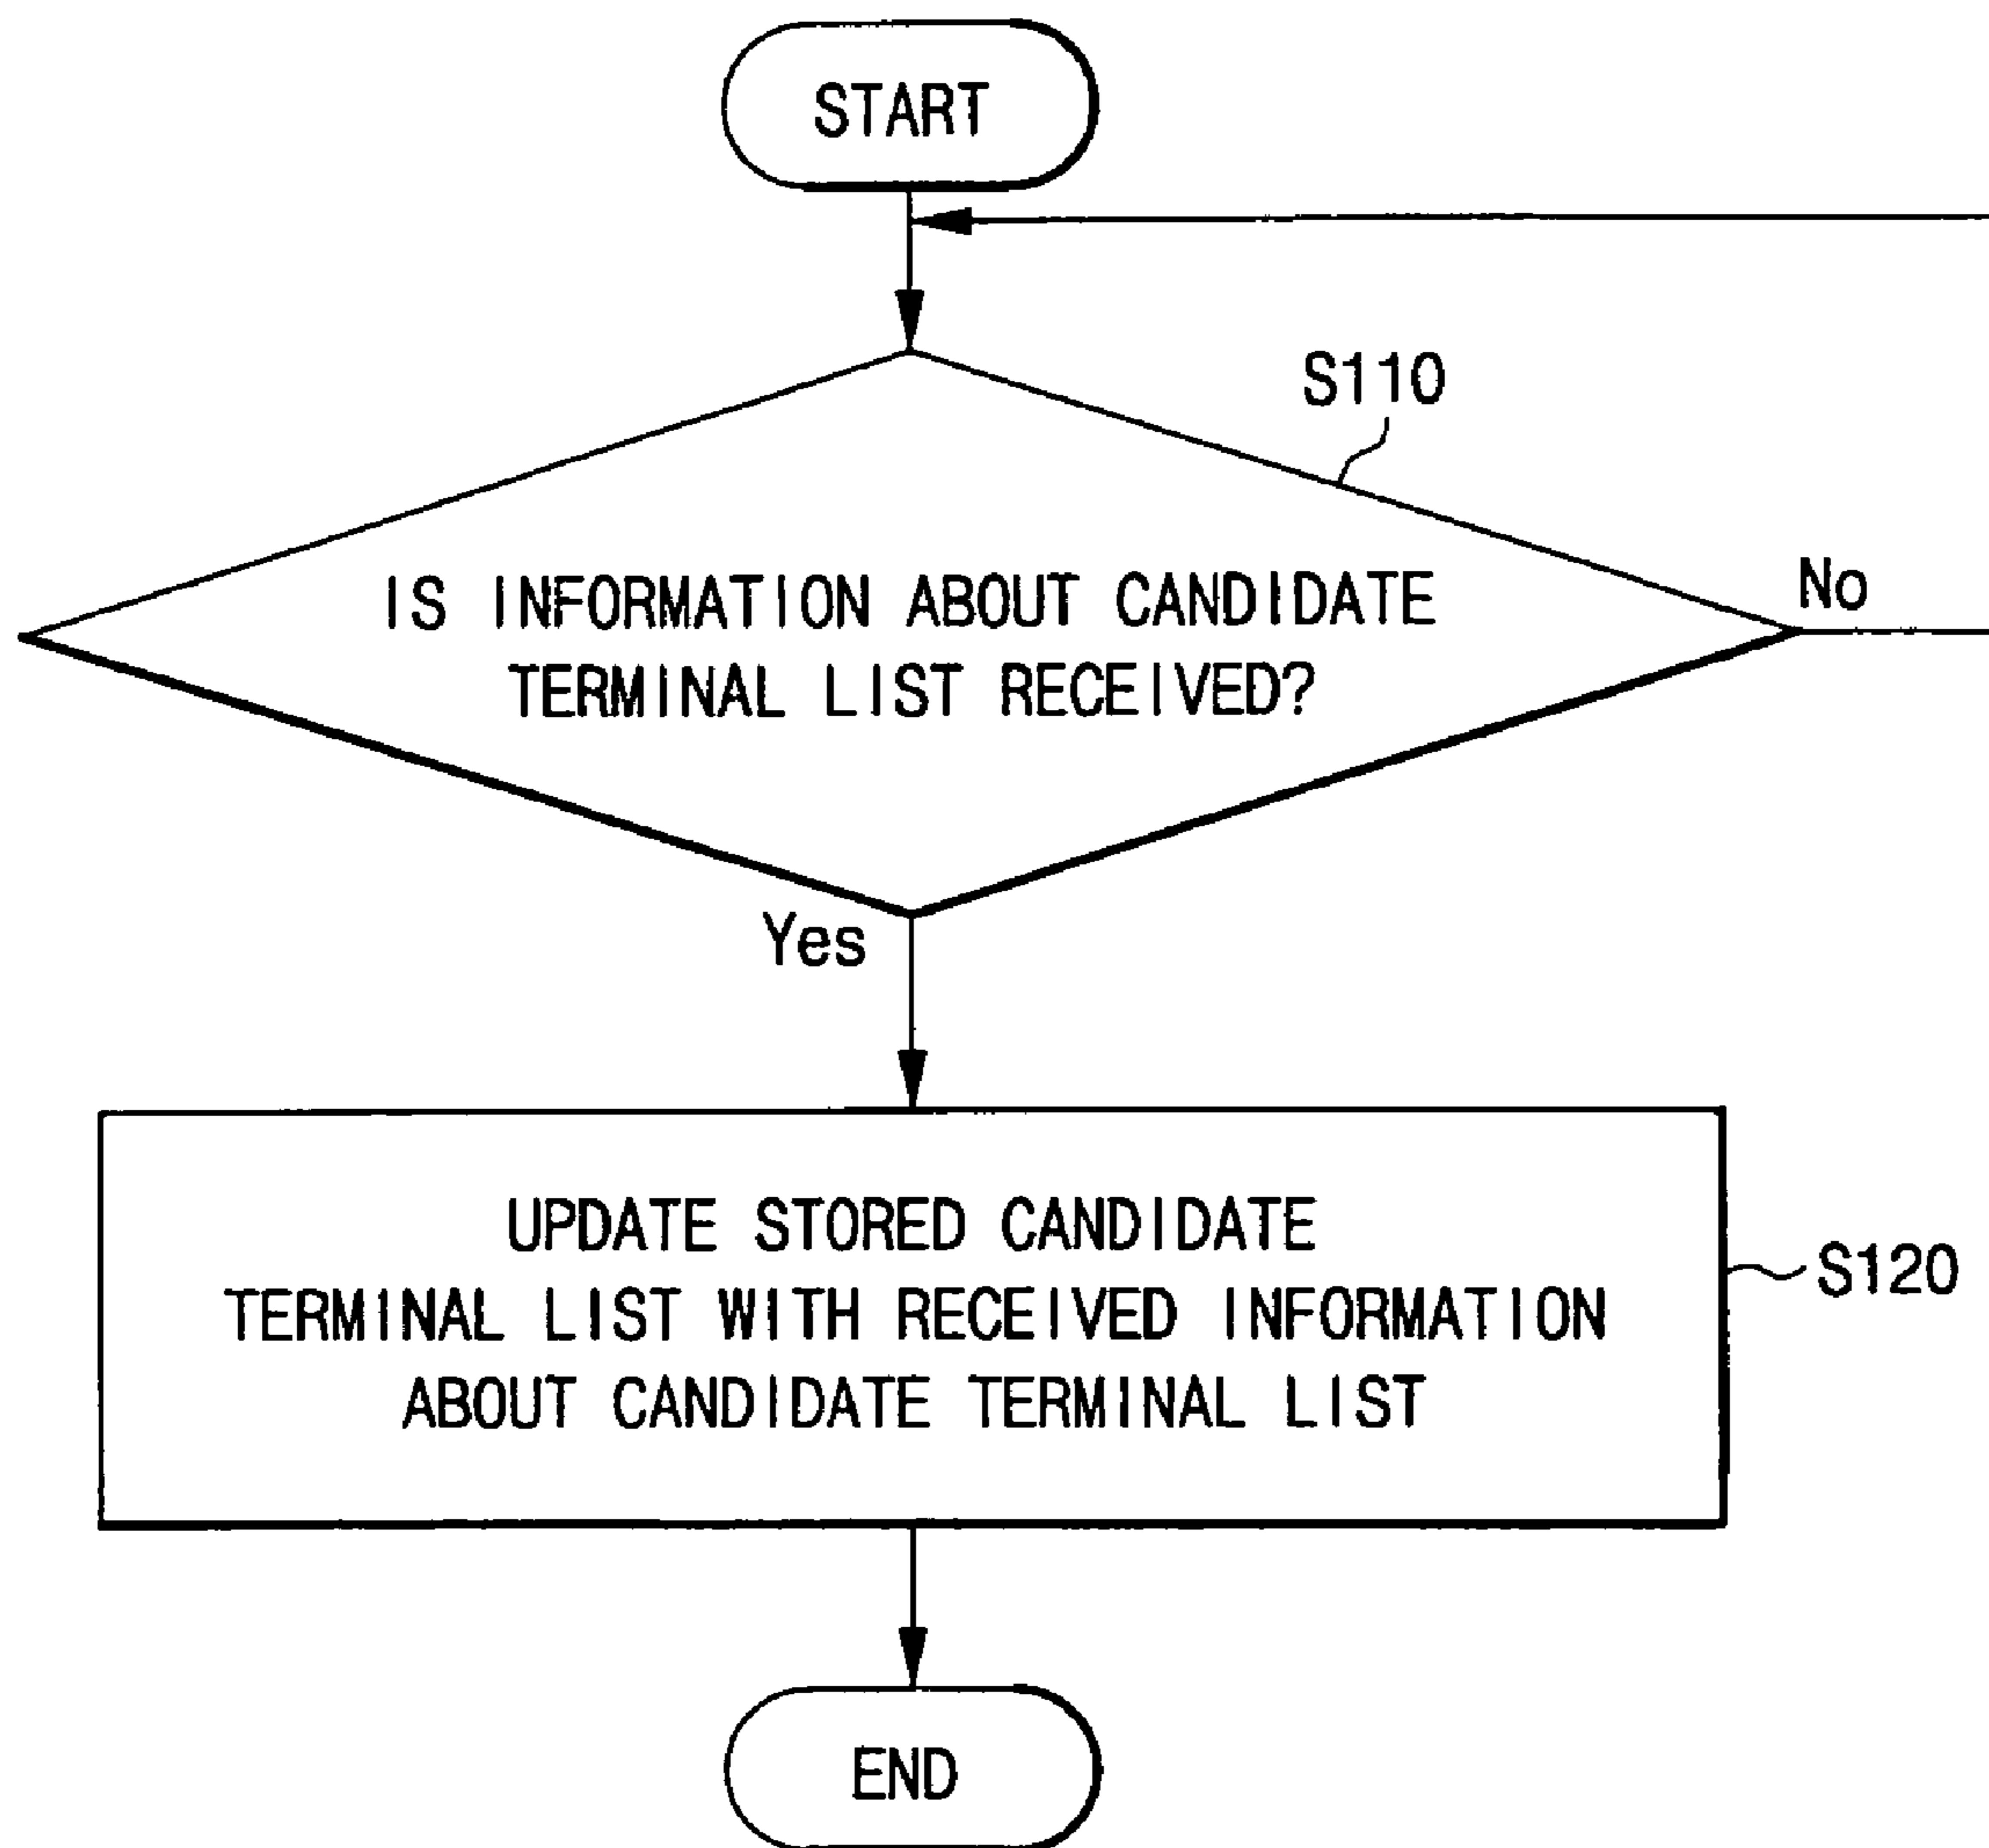 START
S110
IS INFORMATION ABOUT CANDIDATE
TERMINAL LIST RECEIVED?
No
Yes
UPDATE STORED CANDIDATE
TERMINAL LIST WITH RECEIVED INFORMATION
ABOUT CANDIDATE TERMINAL LIST
S120
END